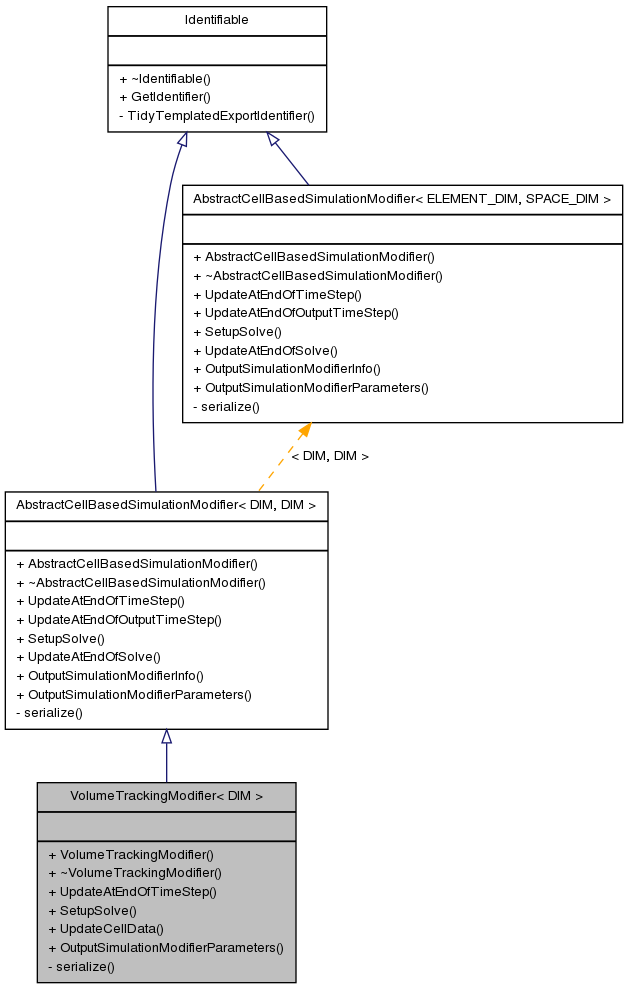 Identifiable
+ ~Identifiable()
+ GetIdentifier()
- TidyTemplatedExportIdentifier()
AbstractCellBasedSimulationModifier< ELEMENT_DIM, SPACE_DIM >
+ AbstractCellBasedSimulationModifier()
+ ~AbstractCellBasedSimulationModifier()
+ UpdateAtEndOfTimeStep()
+ UpdateAtEndOfOutputTimeStep()
+ SetupSolve()
+ UpdateAtEndOfSolve()
+ OutputSimulationModifierInfo()
+ OutputSimulationModifierParameters()
- serialize()
< DIM, DIM >
AbstractCellBasedSimulationModifier< DIM, DIM >
+ AbstractCellBasedSimulationModifier()
+ ~AbstractCellBasedSimulationModifier()
+ UpdateAtEndOfTimeStep()
+ UpdateAtEndOfOutputTimeStep()
+ SetupSolve()
+ UpdateAtEndOfSolve()
+ OutputSimulationModifierInfo()
+ OutputSimulationModifierParameters()
- serialize()
VolumeTrackingModifier< DIM >
+ VolumeTrackingModifier()
+ ~VolumeTrackingModifier()
+ UpdateAtEndOfTimeStep()
+ SetupSolve()
+ UpdateCellData()
+ OutputSimulationModifierParameters()
- serialize()